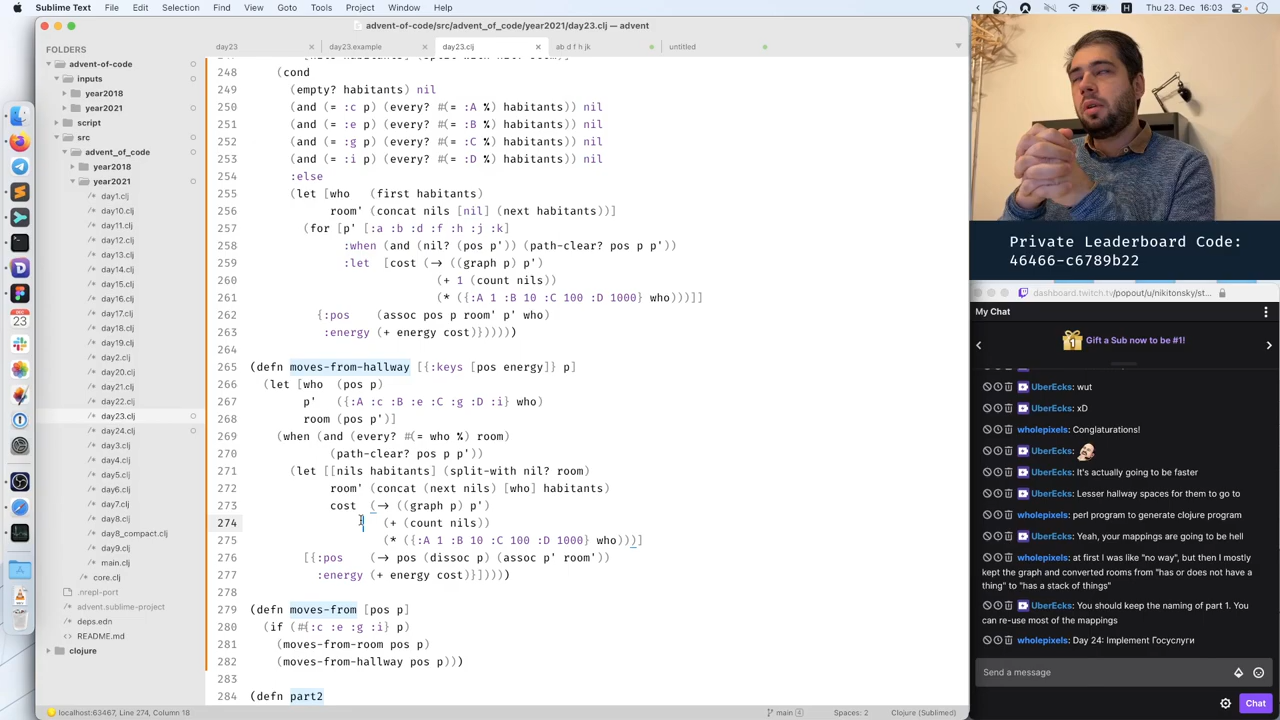 Sublime Text File Edit Selection Find View Goto Tools Project Window Help
Thu 23. Dec 16:03
advent-of-code/src/advent_of_code/year2021/day23.clj — advent
day23
day23.example
day23.clj
ab d f h jk
untitled
FOLDERS
advent-of-code
inputs
year2018
year2021
script
src
advent_of_code
year2018
year2021
/* day1.clj
/* day10.clj
/* day11.clj
/* day12.clj
/* day13.clj
/* day14.clj
/* day15.clj
/* day16.clj
/* day17.clj
/* day18.clj
/* day19.clj
/* day2.clj
/* day20.clj
/* day21.clj
/* day22.clj
/* day23.clj
/* day24.clj
/* day3.clj
/* day4.clj
/* day5.clj
/* day6.clj
/* day7.clj
/* day8.clj
/* day8_compact.clj
/* day9.clj
/* main.clj
/* core.clj
.nrepl-port
advent.sublime-project
deps.edn
README.md
clojure
248 (cond
249 (empty? habitants) nil
250 (and (= :c p) (every? #(= :A %) habitants)) nil
251 (and (= :e p) (every? #(= :B %) habitants)) nil
252 (and (= :g p) (every? #(= :C %) habitants)) nil
253 (and (= :i p) (every? #(= :D %) habitants)) nil
254 :else
255 (let [who (first habitants)
256 room' (concat nils [nil] (next habitants))]
257 (for [p' [:a :b :d :f :h :j :k]
258 :when (and (nil? (pos p')) (path-clear? pos p p'))
259 :let [cost (-> ((graph p) p')
260 (+ 1 (count nils))
261 (* ({:A 1 :B 10 :C 100 :D 1000} who)))]]
262 {:pos (assoc pos p room' p' who)
263 :energy (+ energy cost)})))))
264
265 (defn moves-from-hallway [{:keys [pos energy]} p]
266 (let [who (pos p)
267 p' ({:A :c :B :e :C :g :D :i} who)
268 room (pos p')]
269 (when (and (every? #(= who %) room)
270 (path-clear? pos p p'))
271 (let [[nils habitants] (split-with nil? room)
272 room' (concat (next nils) [who] habitants)
273 cost (-> ((graph p) p')
274 (+ (count nils))
275 (* ({:A 1 :B 10 :C 100 :D 1000} who)))]
276 [{:pos (-> pos (dissoc p) (assoc p' room'))
277 :energy (+ energy cost)}]))))
278
279 (defn moves-from [pos p]
280 (if (#{:c :e :g :i} p)
281 (moves-from-room pos p)
282 (moves-from-hallway pos p)))
283
284 (defn part2
localhost:63467, Line 274, Column 18
main 4
Spaces: 2
Clojure (Sublimed)
Private Leaderboard Code:
46466-c6789b22
dashboard.twitch.tv/popout/u/nikitonsky/st...
My Chat
Gift a Sub now to be #1!
UberEcks: wut
UberEcks: xD
wholepixels: Conglaturations!
UberEcks:
UberEcks: It's actually going to be faster
UberEcks: Lesser hallway spaces for them to go to
wholepixels: perl program to generate clojure program
UberEcks: Yeah, your mappings are going to be hell
wholepixels: at first I was like "no way", but then I mostly
kept the graph and converted rooms from "has or does not have a
thing" to "has a stack of things"
UberEcks: You should keep the naming of part 1. You
can re-use most of the mappings
wholepixels: Day 24: Implement Госуслуги
Send a message
Chat